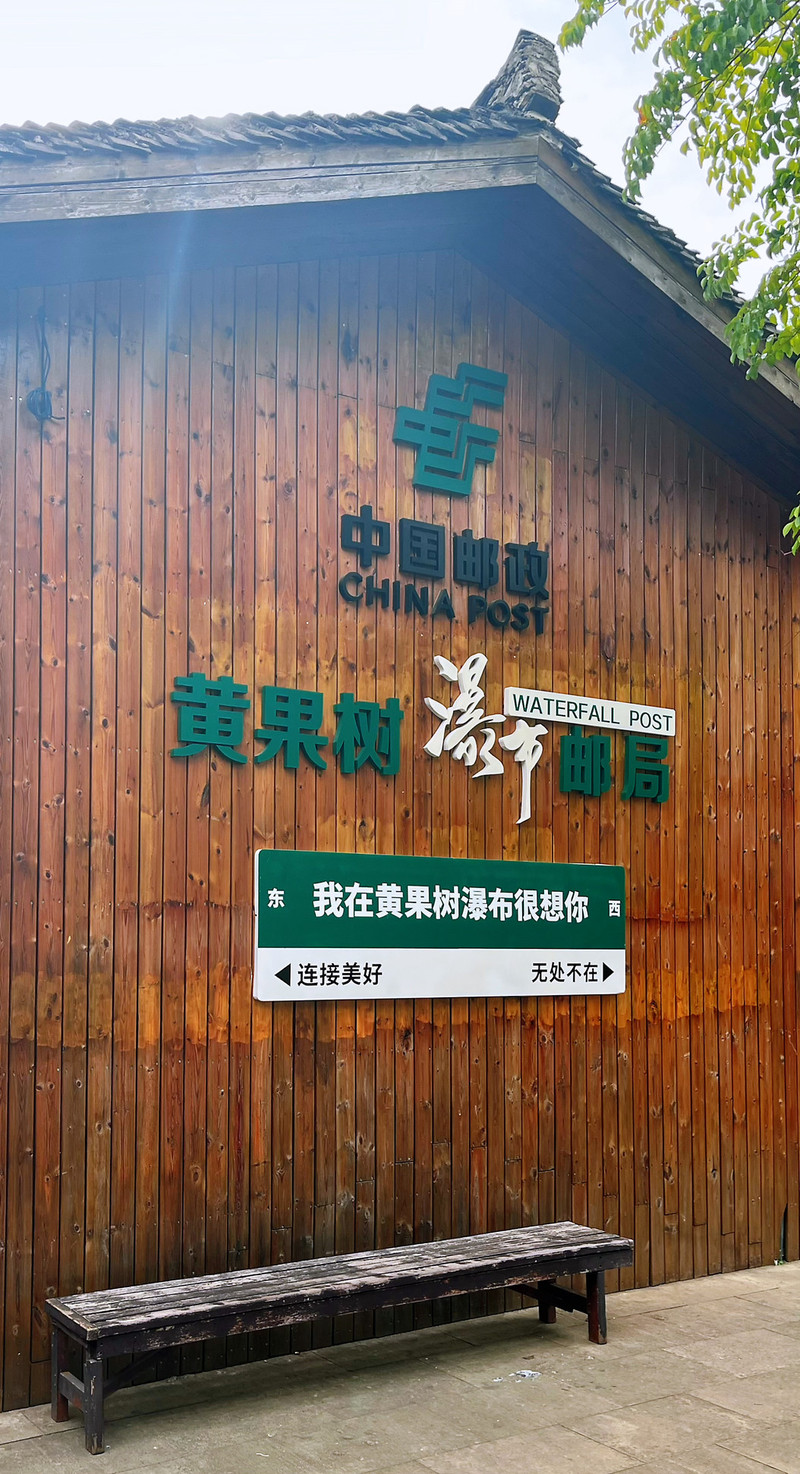 中国邮政
CHINA POST
黄果树瀑布邮局
WATERFALL POST
东 我在黄果树瀑布很想你 西
连接美好 无处不在